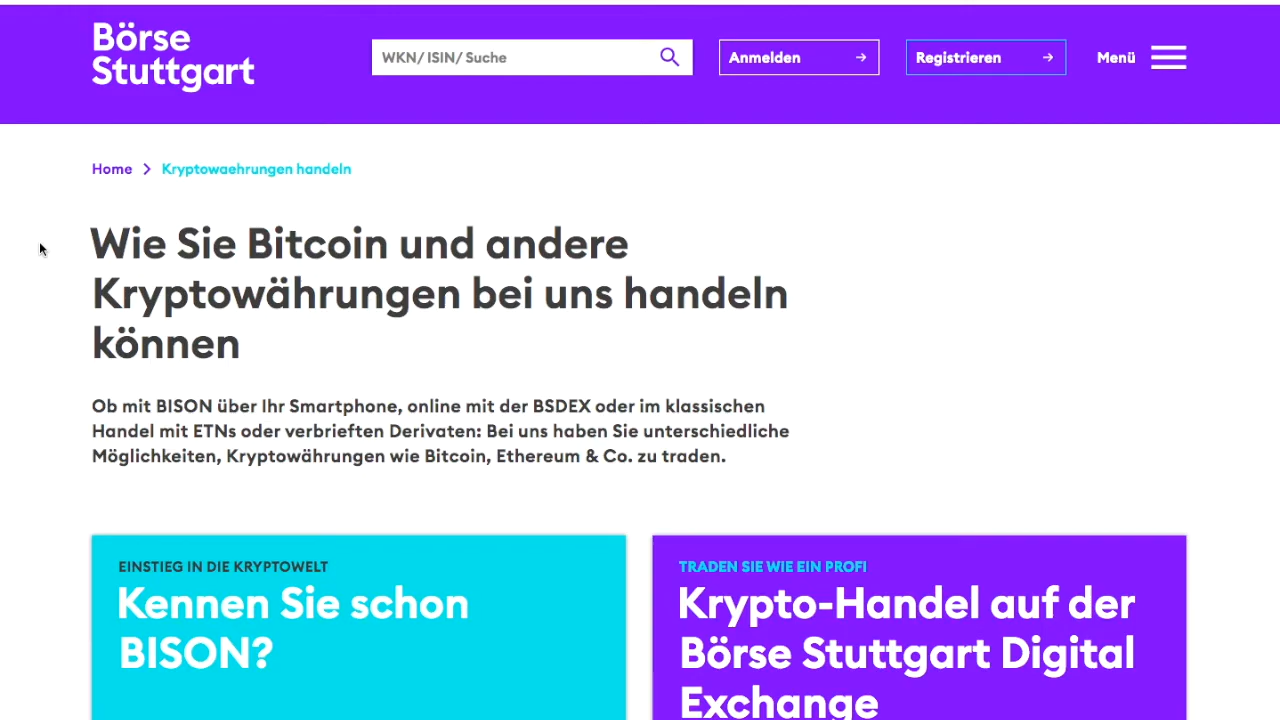 Börse
Stuttgart
WKN/ ISIN/ Suche
Anmelden
Registrieren
Menü
Home
Kryptowaehrungen handeln
Wie Sie Bitcoin und andere
Kryptowährungen bei uns handeln
können
Ob mit BISON über Ihr Smartphone, online mit der BSDEX oder im klassischen
Handel mit ETNs oder verbrieften Derivaten: Bei uns haben Sie unterschiedliche
Möglichkeiten, Kryptowährungen wie Bitcoin, Ethereum & Co. zu traden.
EINSTIEG IN DIE KRYPTOWELT
Kennen Sie schon
BISON?
TRADEN SIE WIE EIN PROFI
Krypto-Handel auf der
Börse Stuttgart Digital
Exchange